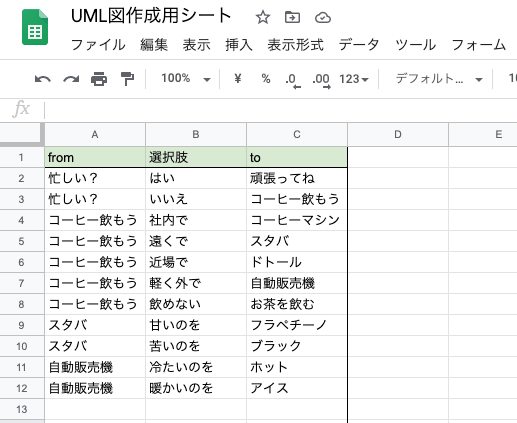 UML図作成用シート
ファイル 編集 表示 挿入 表示形式 データ ツール フォーム
100% ¥ % .0 .00 123 デフォルト... 10
fx
A B C D E
1 from 選択肢 to
2 忙しい？ はい 頑張ってね
3 忙しい？ いいえ コーヒー飲もう
4 コーヒー飲もう 社内で コーヒーマシン
5 コーヒー飲もう 遠くで スタバ
6 コーヒー飲もう 近場で ドトール
7 コーヒー飲もう 軽く外で 自動販売機
8 コーヒー飲もう 飲めない お茶を飲む
9 スタバ 甘いのを フラペチーノ
10 スタバ 苦いのを ブラック
11 自動販売機 冷たいのを ホット
12 自動販売機 暖かいのを アイス
13